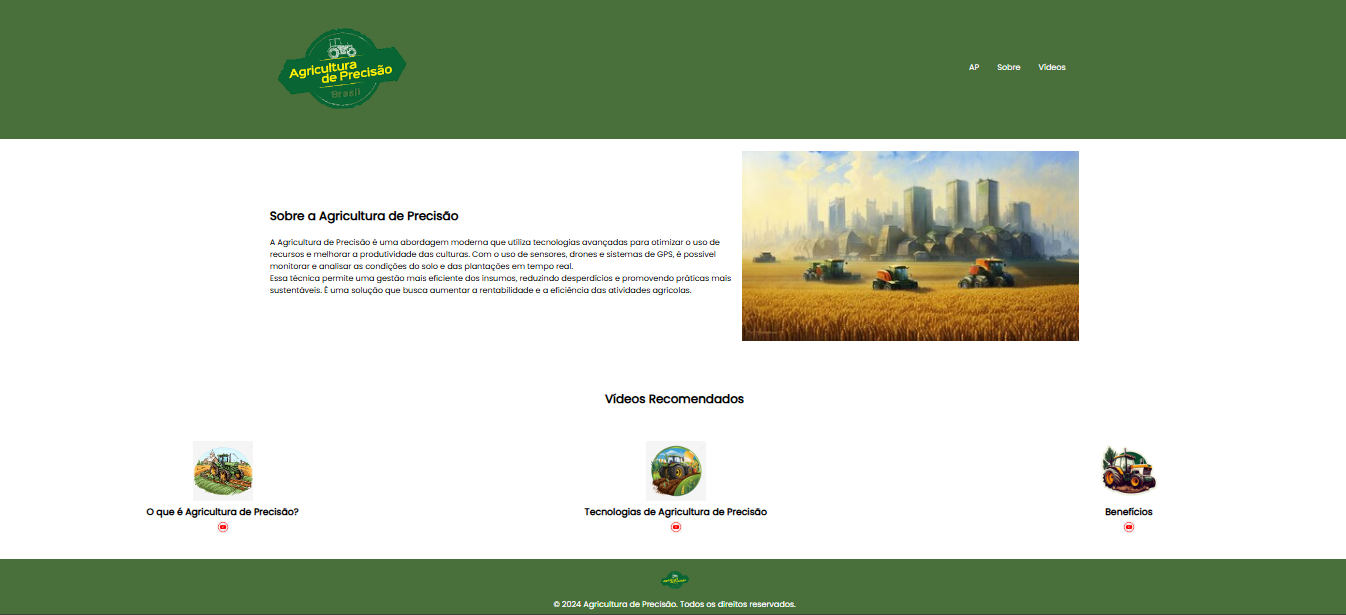 Agricultura
de Precisão
Brasil
AP Sobre Vídeos
Sobre a Agricultura de Precisão
A Agricultura de Precisão é uma abordagem moderna que utiliza tecnologias avançadas para otimizar o uso de
recursos e melhorar a produtividade das culturas. Com o uso de sensores, drones e sistemas de GPS, é possível
monitorar e analisar as condições do solo e das plantações em tempo real.
Essa técnica permite uma gestão mais eficiente dos insumos, reduzindo desperdícios e promovendo práticas mais
sustentáveis. É uma solução que busca aumentar a rentabilidade e a eficiência das atividades agrícolas.
Vídeos Recomendados
O que é Agricultura de Precisão?
Tecnologias de Agricultura de Precisão
Benefícios
Agricultura
de Precisão
© 2024 Agricultura de Precisão. Todos os direitos reservados.